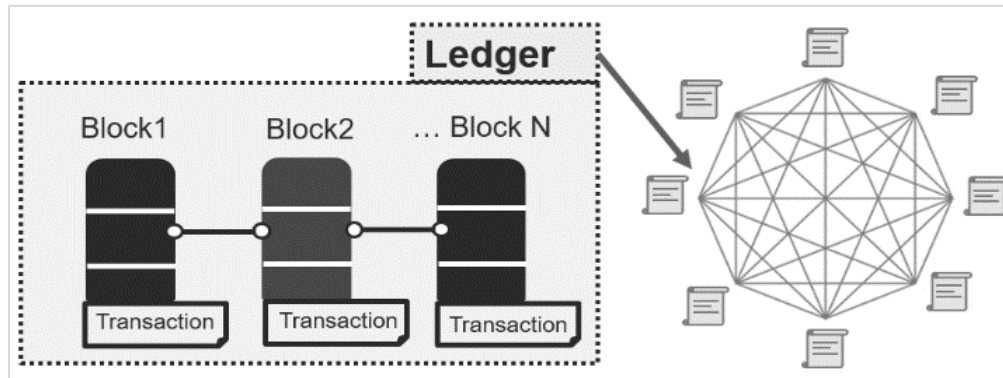 Ledger
Block1 Block2 … Block N
Transaction Transaction Transaction